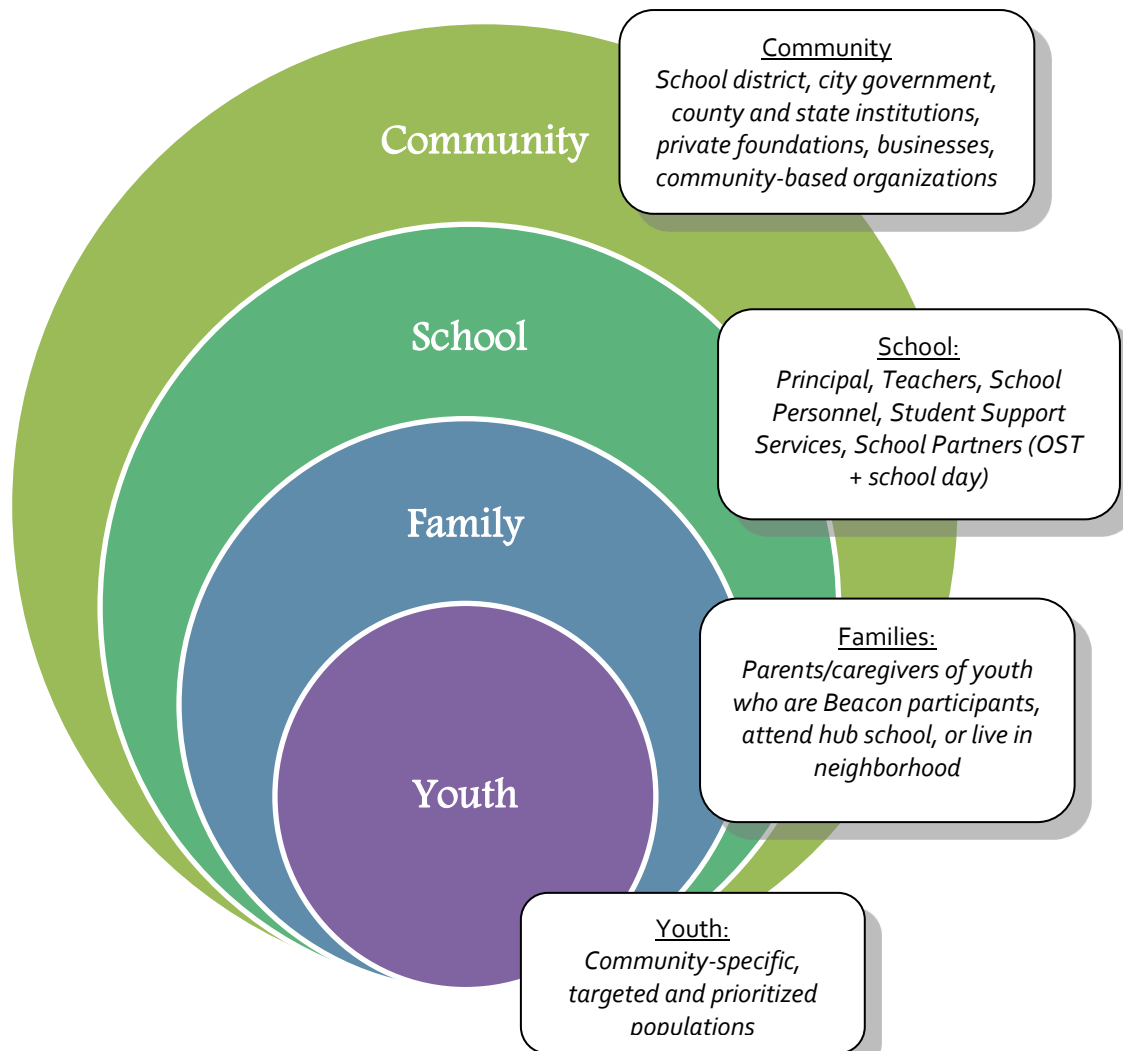 Community
School district, city government,
county and state institutions,
private foundations, businesses,
community-based organizations
Community
School:
Principal, Teachers, School
Personnel, Student Support
Services, School Partners (OST
+ school day)
School
Family
Families:
Parents/caregivers of youth
who are Beacon participants,
attend hub school, or live in
neighborhood
Youth
Youth:
Community-specific,
targeted and prioritized
populations